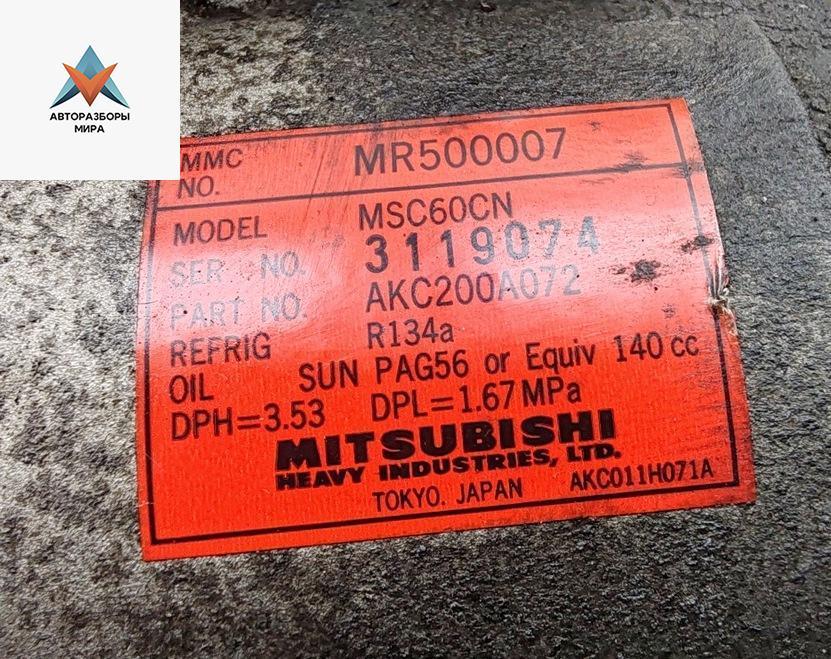 АВТОРАЗБОРЫ
МИРА
MMC NO. MR500007
MODEL MSC60CN
SER NO. 3119074
PART NO. AKC200A072
REFRIG R134a
OIL SUN PAG56 or Equiv 140 cc
DPH=3.53 DPL=1.67 MPa
MITSUBISHI
HEAVY INDUSTRIES, LTD.
TOKYO. JAPAN AKC011H071A